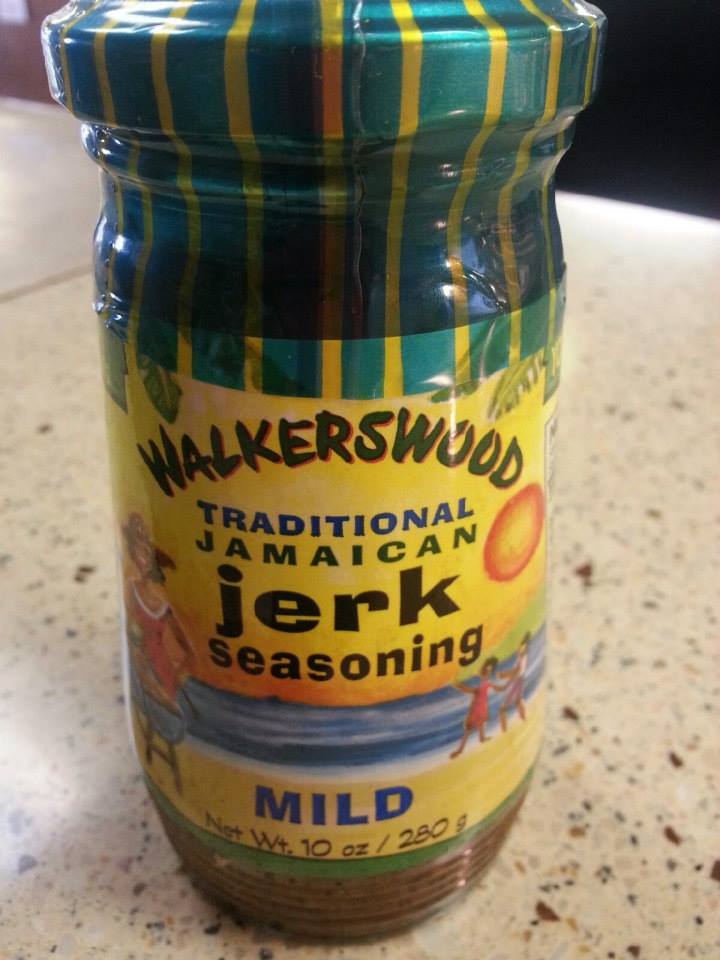 WALKERSWOOD
TRADITIONAL
JAMAICAN
jerk
seasoning
MILD
Net Wt. 10 oz / 280 g